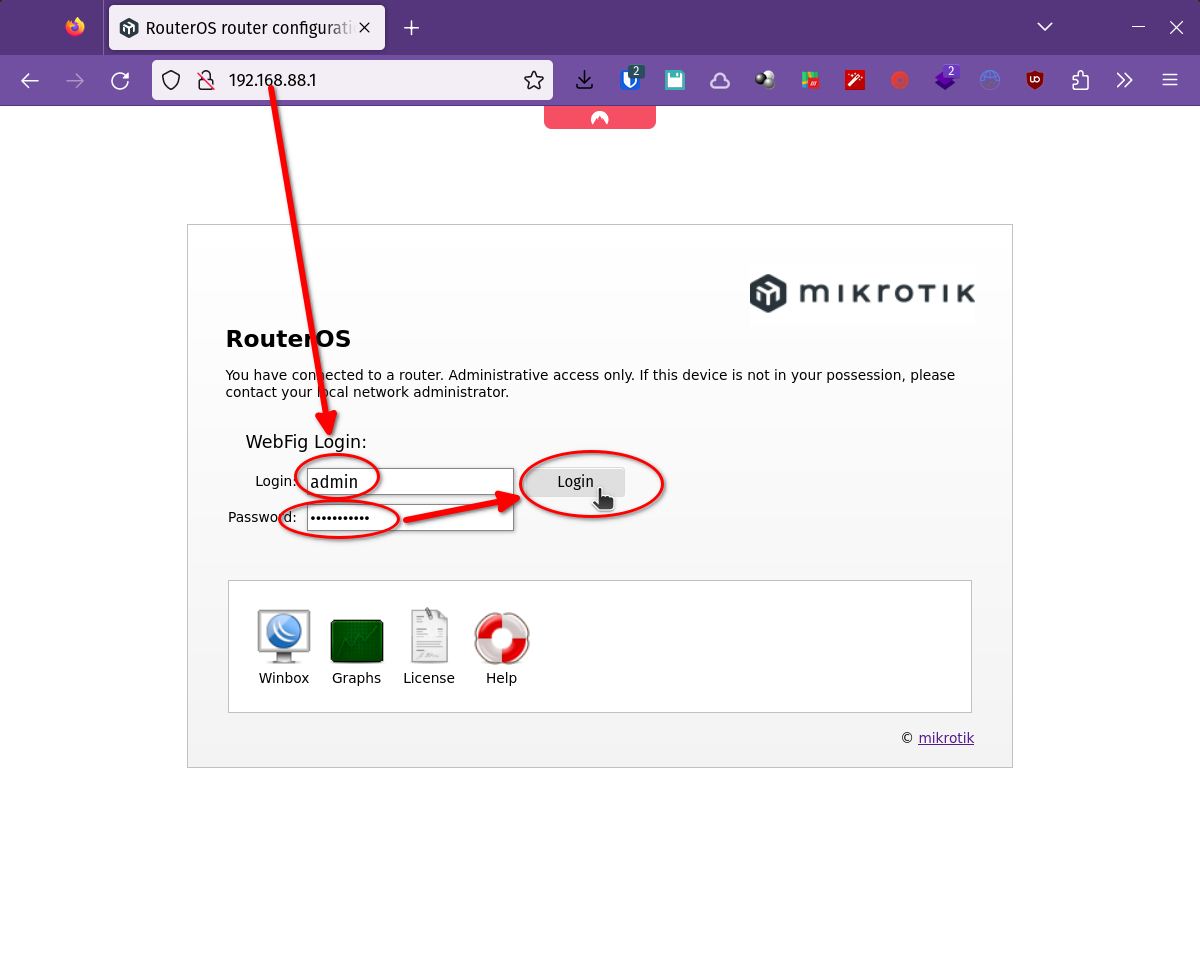 RouterOS router configurati
192.168.88.1
2
2
mikrotik
RouterOS
You have connected to a router. Administrative access only. If this device is not in your possession, please
contact your local network administrator.
WebFig Login:
Login: admin Login
Password: •••••••••••
Winbox Graphs License Help
© mikrotik